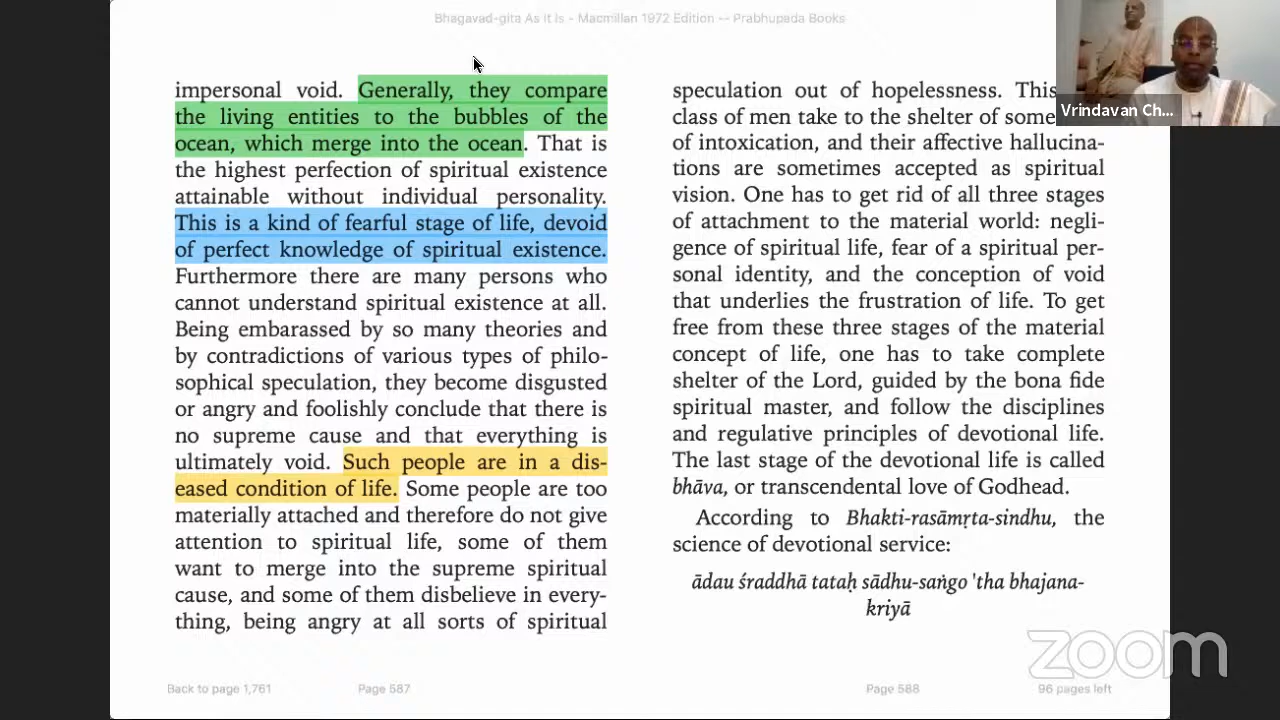 Bhagavad-gita As It Is - Macmillan 1972 Edition -- Prabhupada Books
impersonal void. Generally, they compare
the living entities to the bubbles of the
ocean, which merge into the ocean. That is
the highest perfection of spiritual existence
attainable without individual personality.
This is a kind of fearful stage of life, devoid
of perfect knowledge of spiritual existence.
Furthermore there are many persons who
cannot understand spiritual existence at all.
Being embarassed by so many theories and
by contradictions of various types of philo-
sophical speculation, they become disgusted
or angry and foolishly conclude that there is
no supreme cause and that everything is
ultimately void. Such people are in a dis-
eased condition of life. Some people are too
materially attached and therefore do not give
attention to spiritual life, some of them
want to merge into the supreme spiritual
cause, and some of them disbelieve in every-
thing, being angry at all sorts of spiritual
speculation out of hopelessness. This
class of men take to the shelter of some
of intoxication, and their affective hallucina-
tions are sometimes accepted as spiritual
vision. One has to get rid of all three stages
of attachment to the material world: negli-
gence of spiritual life, fear of a spiritual per-
sonal identity, and the conception of void
that underlies the frustration of life. To get
free from these three stages of the material
concept of life, one has to take complete
shelter of the Lord, guided by the bona fide
spiritual master, and follow the disciplines
and regulative principles of devotional life.
The last stage of the devotional life is called
bhāva, or transcendental love of Godhead.
According to Bhakti-rasāmṛta-sindhu, the
science of devotional service:
ādau śraddhā tataḥ sādhu-saṅgo 'tha bhajana-
kriyā
Back to page 1,761
Page 587
Page 588
96 pages left
Vrindavan Ch...
zoom